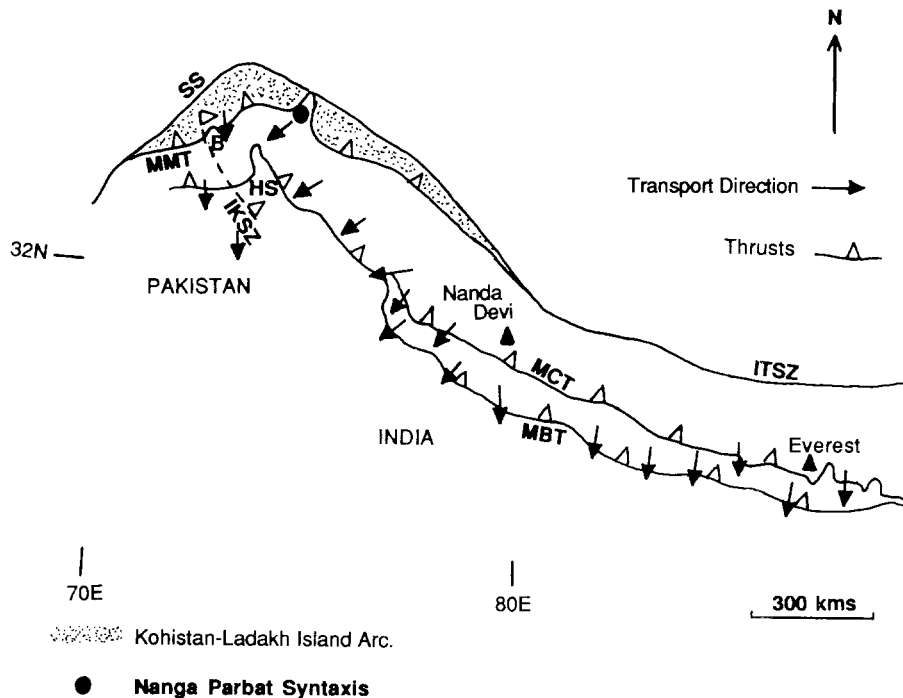 N
SS
B
MMT
Transport Direction
HS
IKSZ
Thrusts
32N
PAKISTAN
Nanda
Devi
MCT
ITSZ
INDIA
MBT
Everest
70E
80E
300 kms
Kohistan-Ladakh Island Arc.
Nanga Parbat Syntaxis